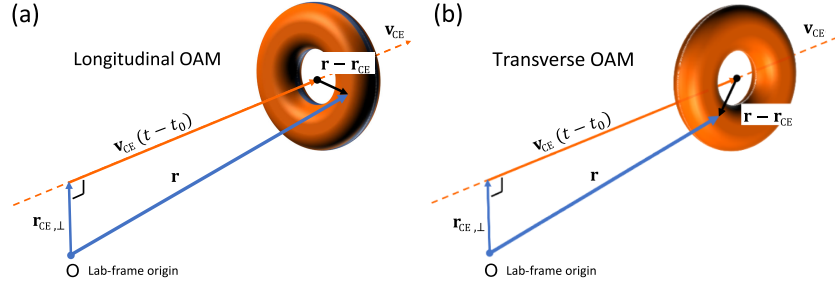 (a)
Longitudinal OAM
v_CE
r − r_CE
v_CE (t − t_0)
r
r_CE,⊥
O Lab-frame origin
(b)
Transverse OAM
v_CE
r − r_CE
v_CE (t − t_0)
r
r_CE,⊥
O Lab-frame origin